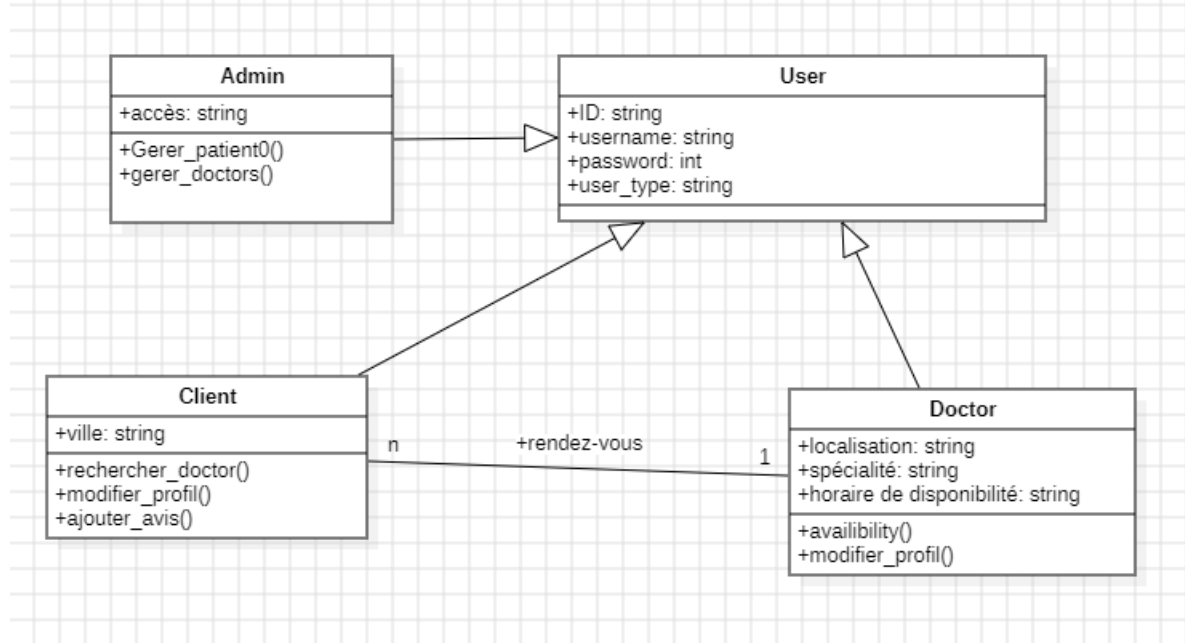 Admin
+accès: string
+Gerer_patient0()
+gerer_doctors()
User
+ID: string
+username: string
+password: int
+user_type: string
Client
+ville: string
+rechercher_doctor()
+modifier_profil()
+ajouter_avis()
n
+rendez-vous
1
Doctor
+localisation: string
+spécialité: string
+horaire de disponibilité: string
+availibility()
+modifier_profil()